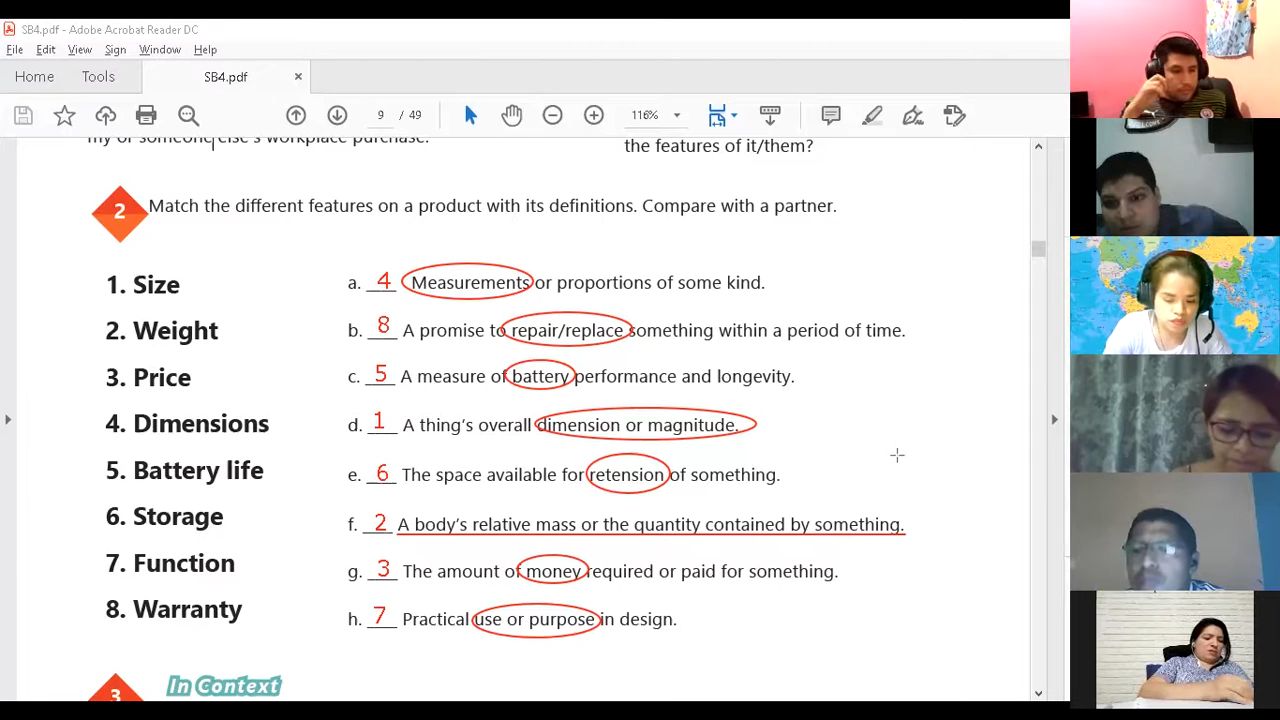 SB4.pdf - Adobe Acrobat Reader DC
File Edit View Sign Window Help
Home Tools SB4.pdf ×
9 / 49 116%
my or someone else's workplace purchase.
the features of it/them?
2 Match the different features on a product with its definitions. Compare with a partner.
1. Size
2. Weight
3. Price
4. Dimensions
5. Battery life
6. Storage
7. Function
8. Warranty
a. 4 Measurements or proportions of some kind.
b. 8 A promise to repair/replace something within a period of time.
c. 5 A measure of battery performance and longevity.
d. 1 A thing's overall dimension or magnitude.
e. 6 The space available for retension of something.
f. 2 A body's relative mass or the quantity contained by something.
g. 3 The amount of money required or paid for something.
h. 7 Practical use or purpose in design.
3 In Context